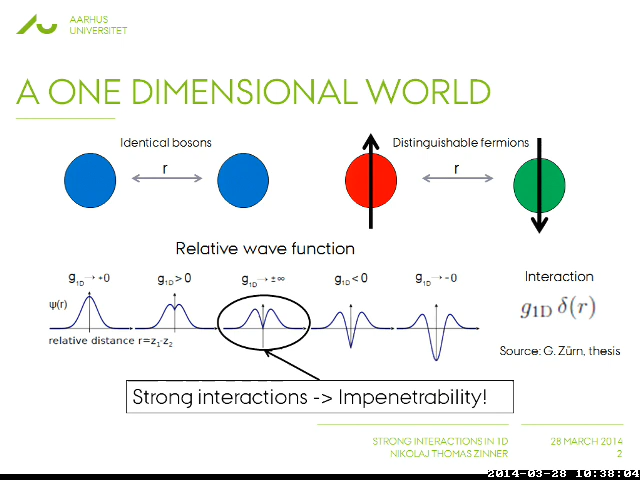 AARHUS
UNIVERSITET
A ONE DIMENSIONAL WORLD
Identical bosons
Distinguishable fermions
r
r
Relative wave function
g1D→+0
g1D>0
g1D→±∞
g1D<0
g1D→-0
Interaction
ψ(r)
g1D δ(r)
relative distance r=z1-z2
Source: G. Zürn, thesis
Strong interactions -> Impenetrability!
STRONG INTERACTIONS IN 1D
28 MARCH 2014
NIKOLAJ THOMAS ZINNER
2
2014-03-28 10:38:04